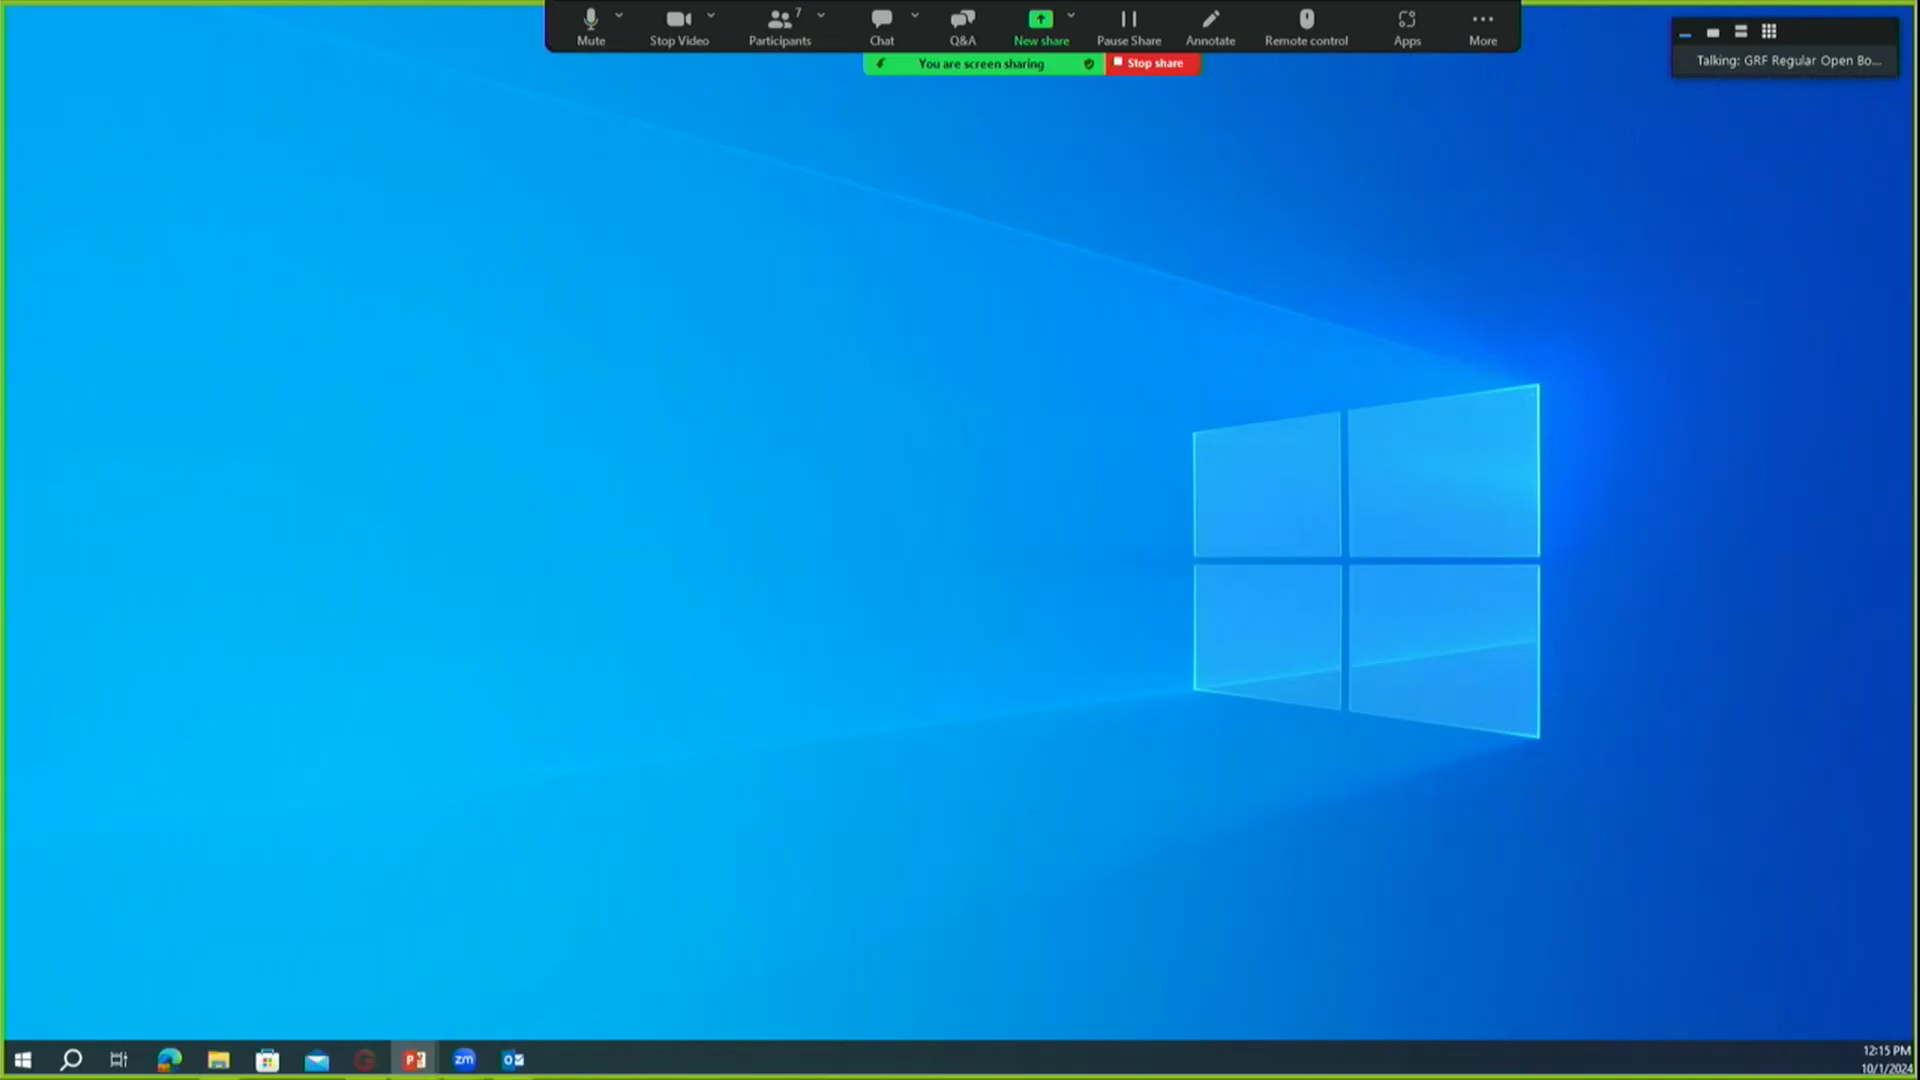 Mute
Stop Video
Participants 7
Chat
Q&A
New share
Pause Share
Annotate
Remote control
Apps
More
You are screen sharing
Stop share
Talking: GRF Regular Open Bo...
zm
12:15 PM
10/1/2024